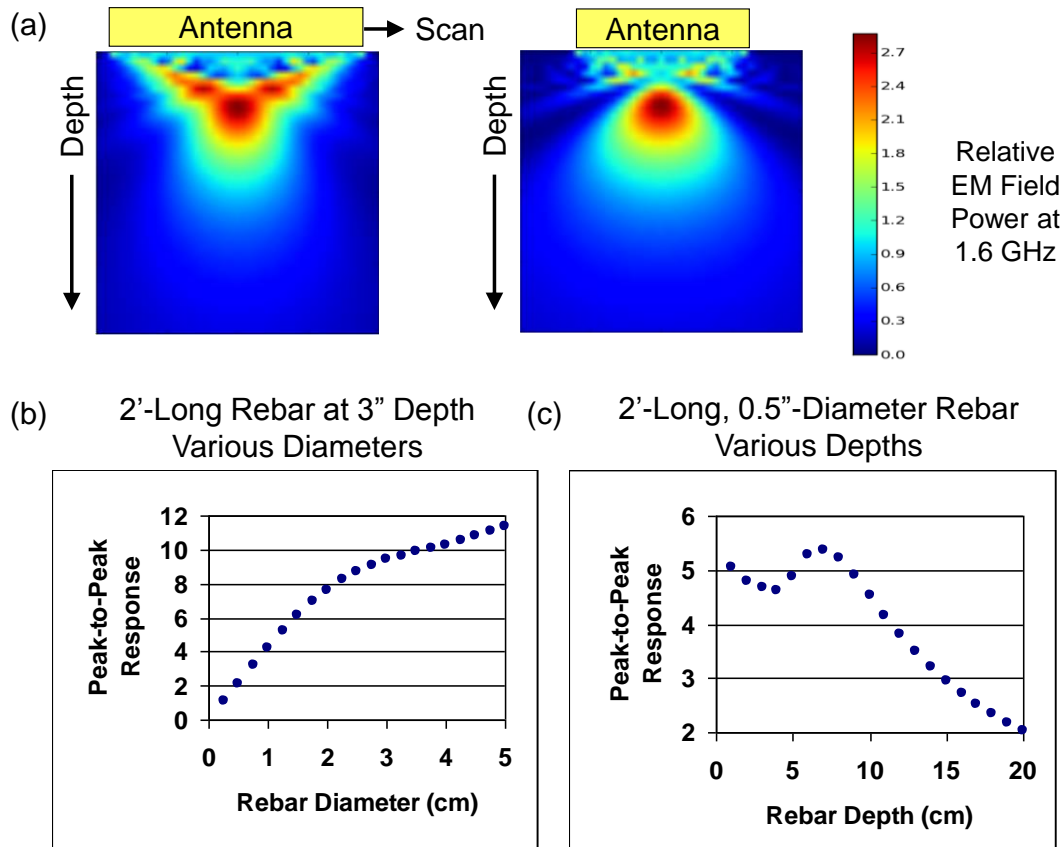 (a)
Antenna
Scan
Depth
Antenna
Depth
2.7
2.4
2.1
1.8
1.5
1.2
0.9
0.6
0.3
0.0
Relative
EM Field
Power at
1.6 GHz
(b)
2’-Long Rebar at 3” Depth
Various Diameters
Peak-to-Peak
Response
12
10
8
6
4
2
0
0 1 2 3 4 5
Rebar Diameter (cm)
(c)
2’-Long, 0.5”-Diameter Rebar
Various Depths
Peak-to-Peak
Response
6
5
4
3
2
0 5 10 15 20
Rebar Depth (cm)